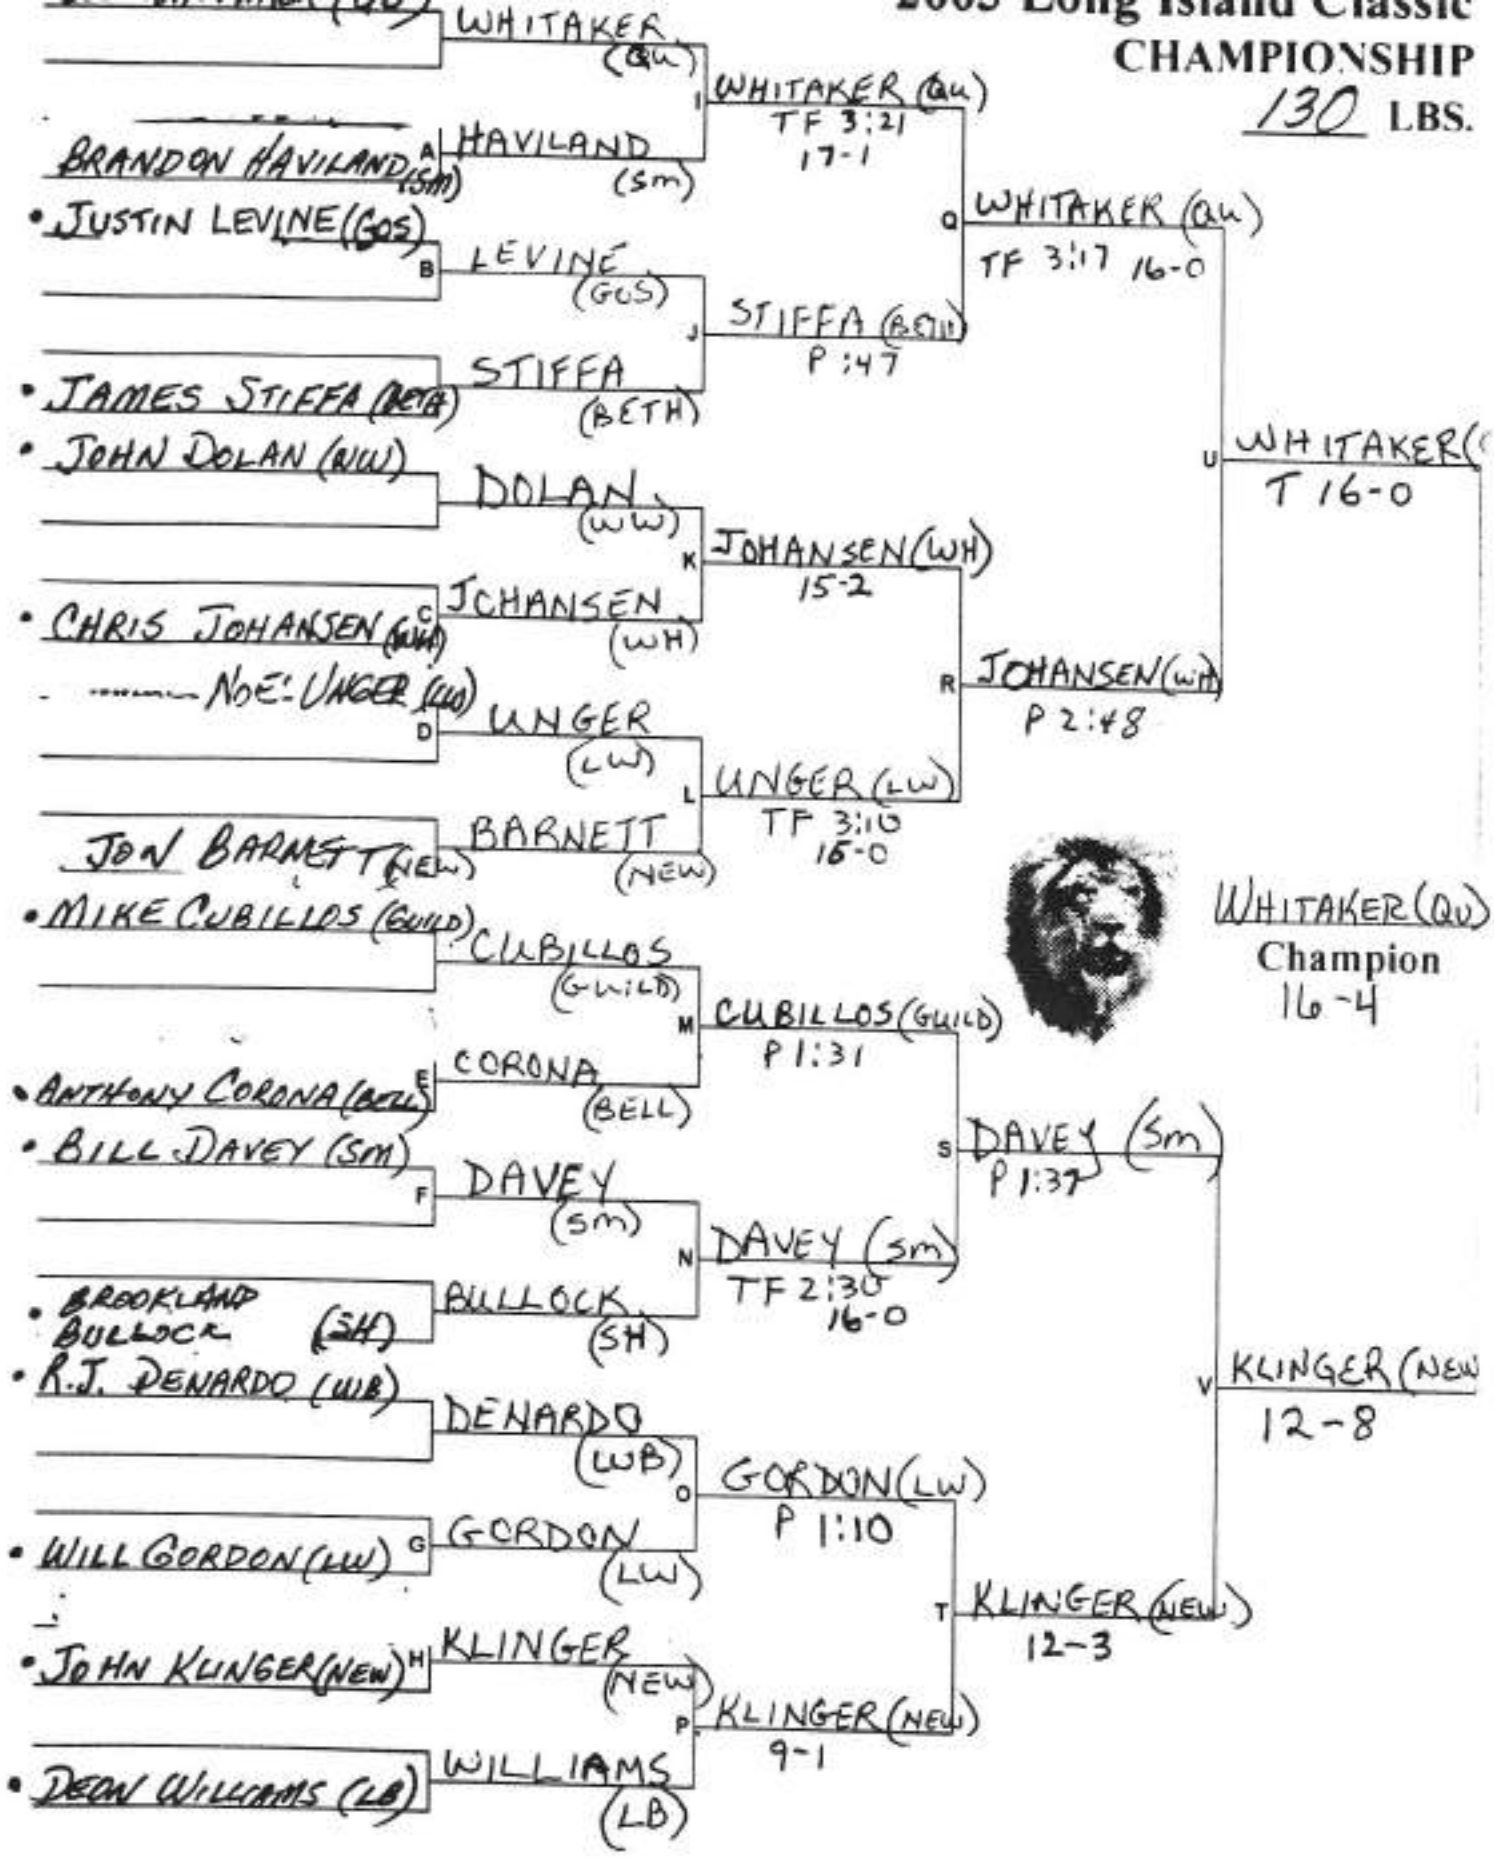 2003 Long Island Classic
CHAMPIONSHIP
130 LBS.
WHITAKER (QU)
BRANDON HAVILAND (SM)
A HAVILAND (SM)
I WHITAKER (QU)
TF 3:21
17-1
• JUSTIN LEVINE (GOS)
B LEVINE (GOS)
• JAMES STIFFA (BETH)
STIFFA (BETH)
J STIFFA (BETH)
P :47
Q WHITAKER (QU)
TF 3:17 16-0
• JOHN DOLAN (WW)
DOLAN (WW)
• CHRIS JOHANSEN (WH)
C JOHANSEN (WH)
K JOHANSEN (WH)
15-2
UNGER (LW)
D UNGER (LW)
JON BARNETT (NEW)
BARNETT (NEW)
L UNGER (LW)
TF 3:10
15-0
R JOHANSEN (WH)
P 2:48
U WHITAKER (
T 16-0
• MIKE CUBILLOS (GUILD)
CUBILLOS (GUILD)
• ANTHONY CORONA (BELL)
E CORONA (BELL)
M CUBILLOS (GUILD)
P 1:31
• BILL DAVEY (SM)
F DAVEY (SM)
• BROOKLAND
BULLOCK (SH)
BULLOCK (SH)
N DAVEY (SM)
TF 2:30
16-0
S DAVEY (SM)
P 1:37
• R.J. DENARDO (WB)
DENARDO (WB)
• WILL GORDON (LW)
G GORDON (LW)
O GORDON (LW)
P 1:10
• JOHN KLINGER (NEW)
H KLINGER (NEW)
• DEON WILLIAMS (LB)
WILLIAMS (LB)
P KLINGER (NEW)
9-1
T KLINGER (NEW)
12-3
V KLINGER (NEW
12-8
WHITAKER (QU)
Champion
16-4